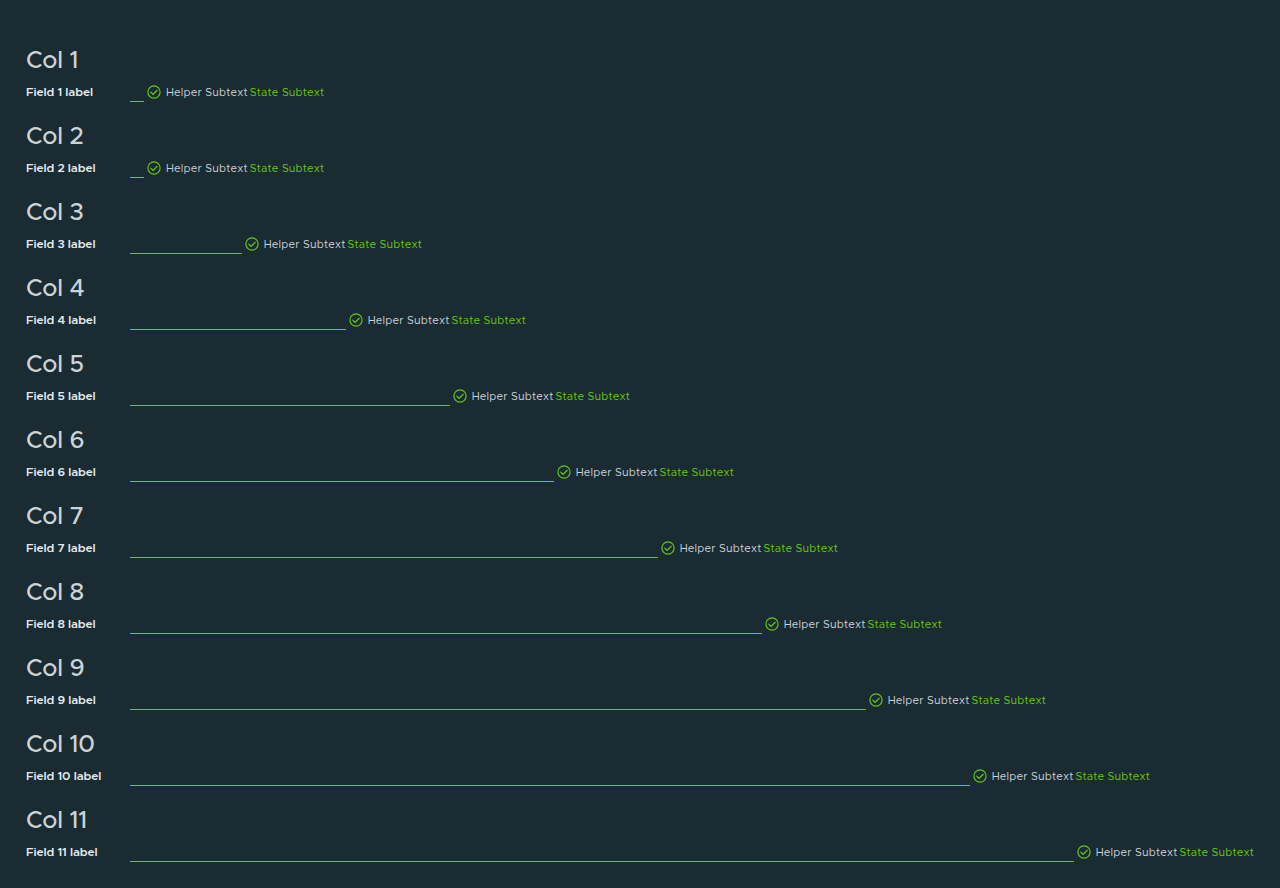 Col 1
Field 1 label Helper Subtext State Subtext
Col 2
Field 2 label Helper Subtext State Subtext
Col 3
Field 3 label Helper Subtext State Subtext
Col 4
Field 4 label Helper Subtext State Subtext
Col 5
Field 5 label Helper Subtext State Subtext
Col 6
Field 6 label Helper Subtext State Subtext
Col 7
Field 7 label Helper Subtext State Subtext
Col 8
Field 8 label Helper Subtext State Subtext
Col 9
Field 9 label Helper Subtext State Subtext
Col 10
Field 10 label Helper Subtext State Subtext
Col 11
Field 11 label Helper Subtext State Subtext